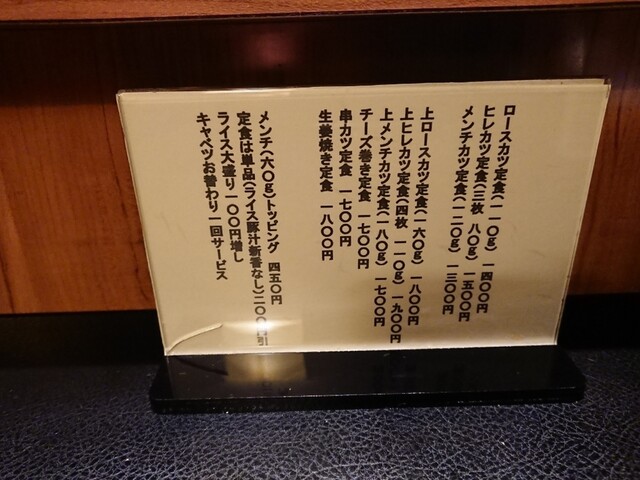 ロースカツ定食(一一〇g) 一四〇〇円
ヒレカツ定食(三枚 八〇g) 一五〇〇円
メンチカツ定食(一二〇g) 一三〇〇円
上ロースカツ定食(一六〇g) 一八〇〇円
上ヒレカツ定食(四枚 一一〇g) 一九〇〇円
上メンチカツ定食(一八〇g) 一七〇〇円
チーズ巻き定食 一七〇〇円
串カツ定食 一七〇〇円
生姜焼き定食 一八〇〇円
メンチ(六〇g)トッピング 四五〇円
定食は単品(ライス豚汁新香なし)二〇〇円引
ライス大盛り一〇〇円増し
キャベツお替わり一回サービス